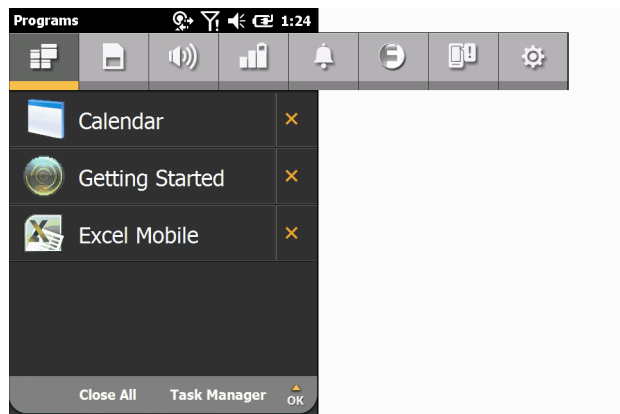 Programs 1:24
Calendar
Getting Started
Excel Mobile
Close All Task Manager OK